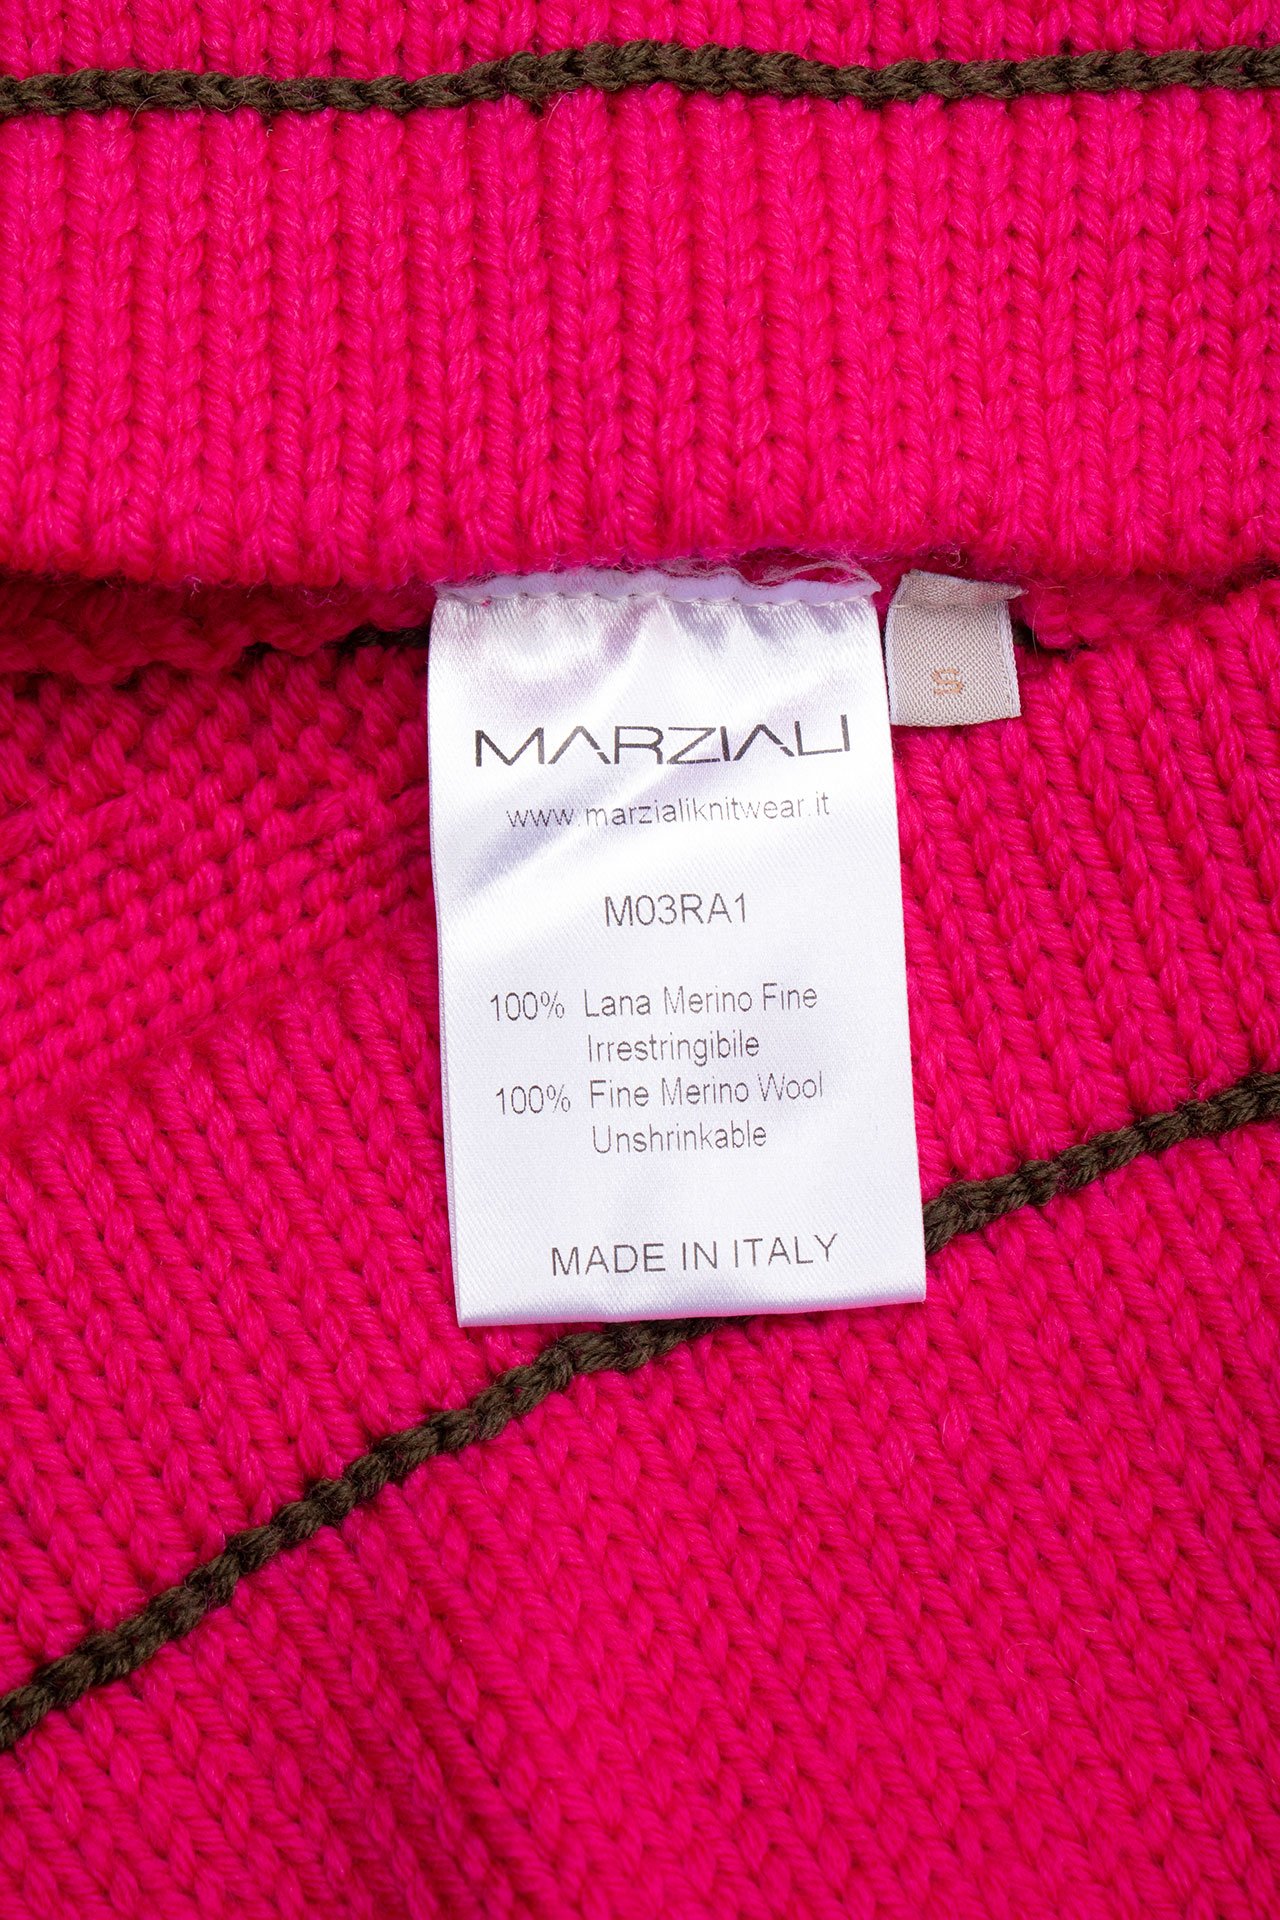 MARZIALI
www.marzialiknitwear.it
M03RA1
100% Lana Merino Fine
Irrestringibile
100% Fine Merino Wool
Unshrinkable
MADE IN ITALY
S